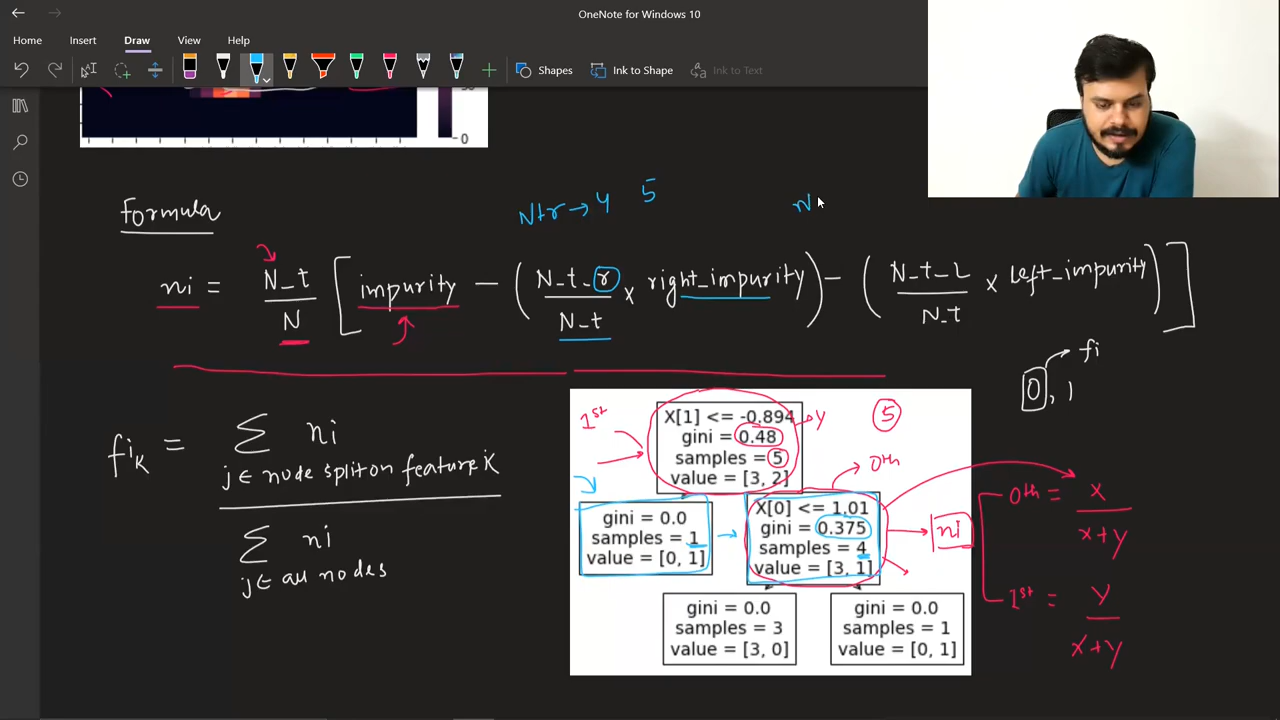 OneNote for Windows 10
Home Insert Draw View Help
Shapes Ink to Shape Ink to Text
0
Formula
Ntr → 4 5 N
ni = N_t / N [ impurity − ( N_t_r / N_t × right_impurity ) − ( N_t_L / N_t × left_impurity ) ]
0, 1 → fi
fi_K = Σ ni
j ∈ node split on feature K
Σ ni
j ∈ all nodes
1st
X[1] <= -0.894
gini = 0.48
samples = 5
value = [3, 2]
y
5
0th
gini = 0.0
samples = 1
value = [0, 1]
X[0] <= 1.01
gini = 0.375
samples = 4
value = [3, 1]
ni
gini = 0.0
samples = 3
value = [3, 0]
gini = 0.0
samples = 1
value = [0, 1]
0th = x / x+y
1st = y / x+y